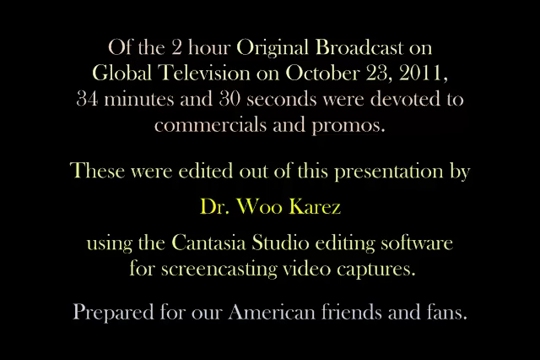 Of the 2 hour Original Broadcast on
Global Television on October 23, 2011,
34 minutes and 30 seconds were devoted to
commercials and promos.
These were edited out of this presentation by
Dr. Woo Karez
using the Cantasia Studio editing software
for screencasting video captures.
Prepared for our American friends and fans.